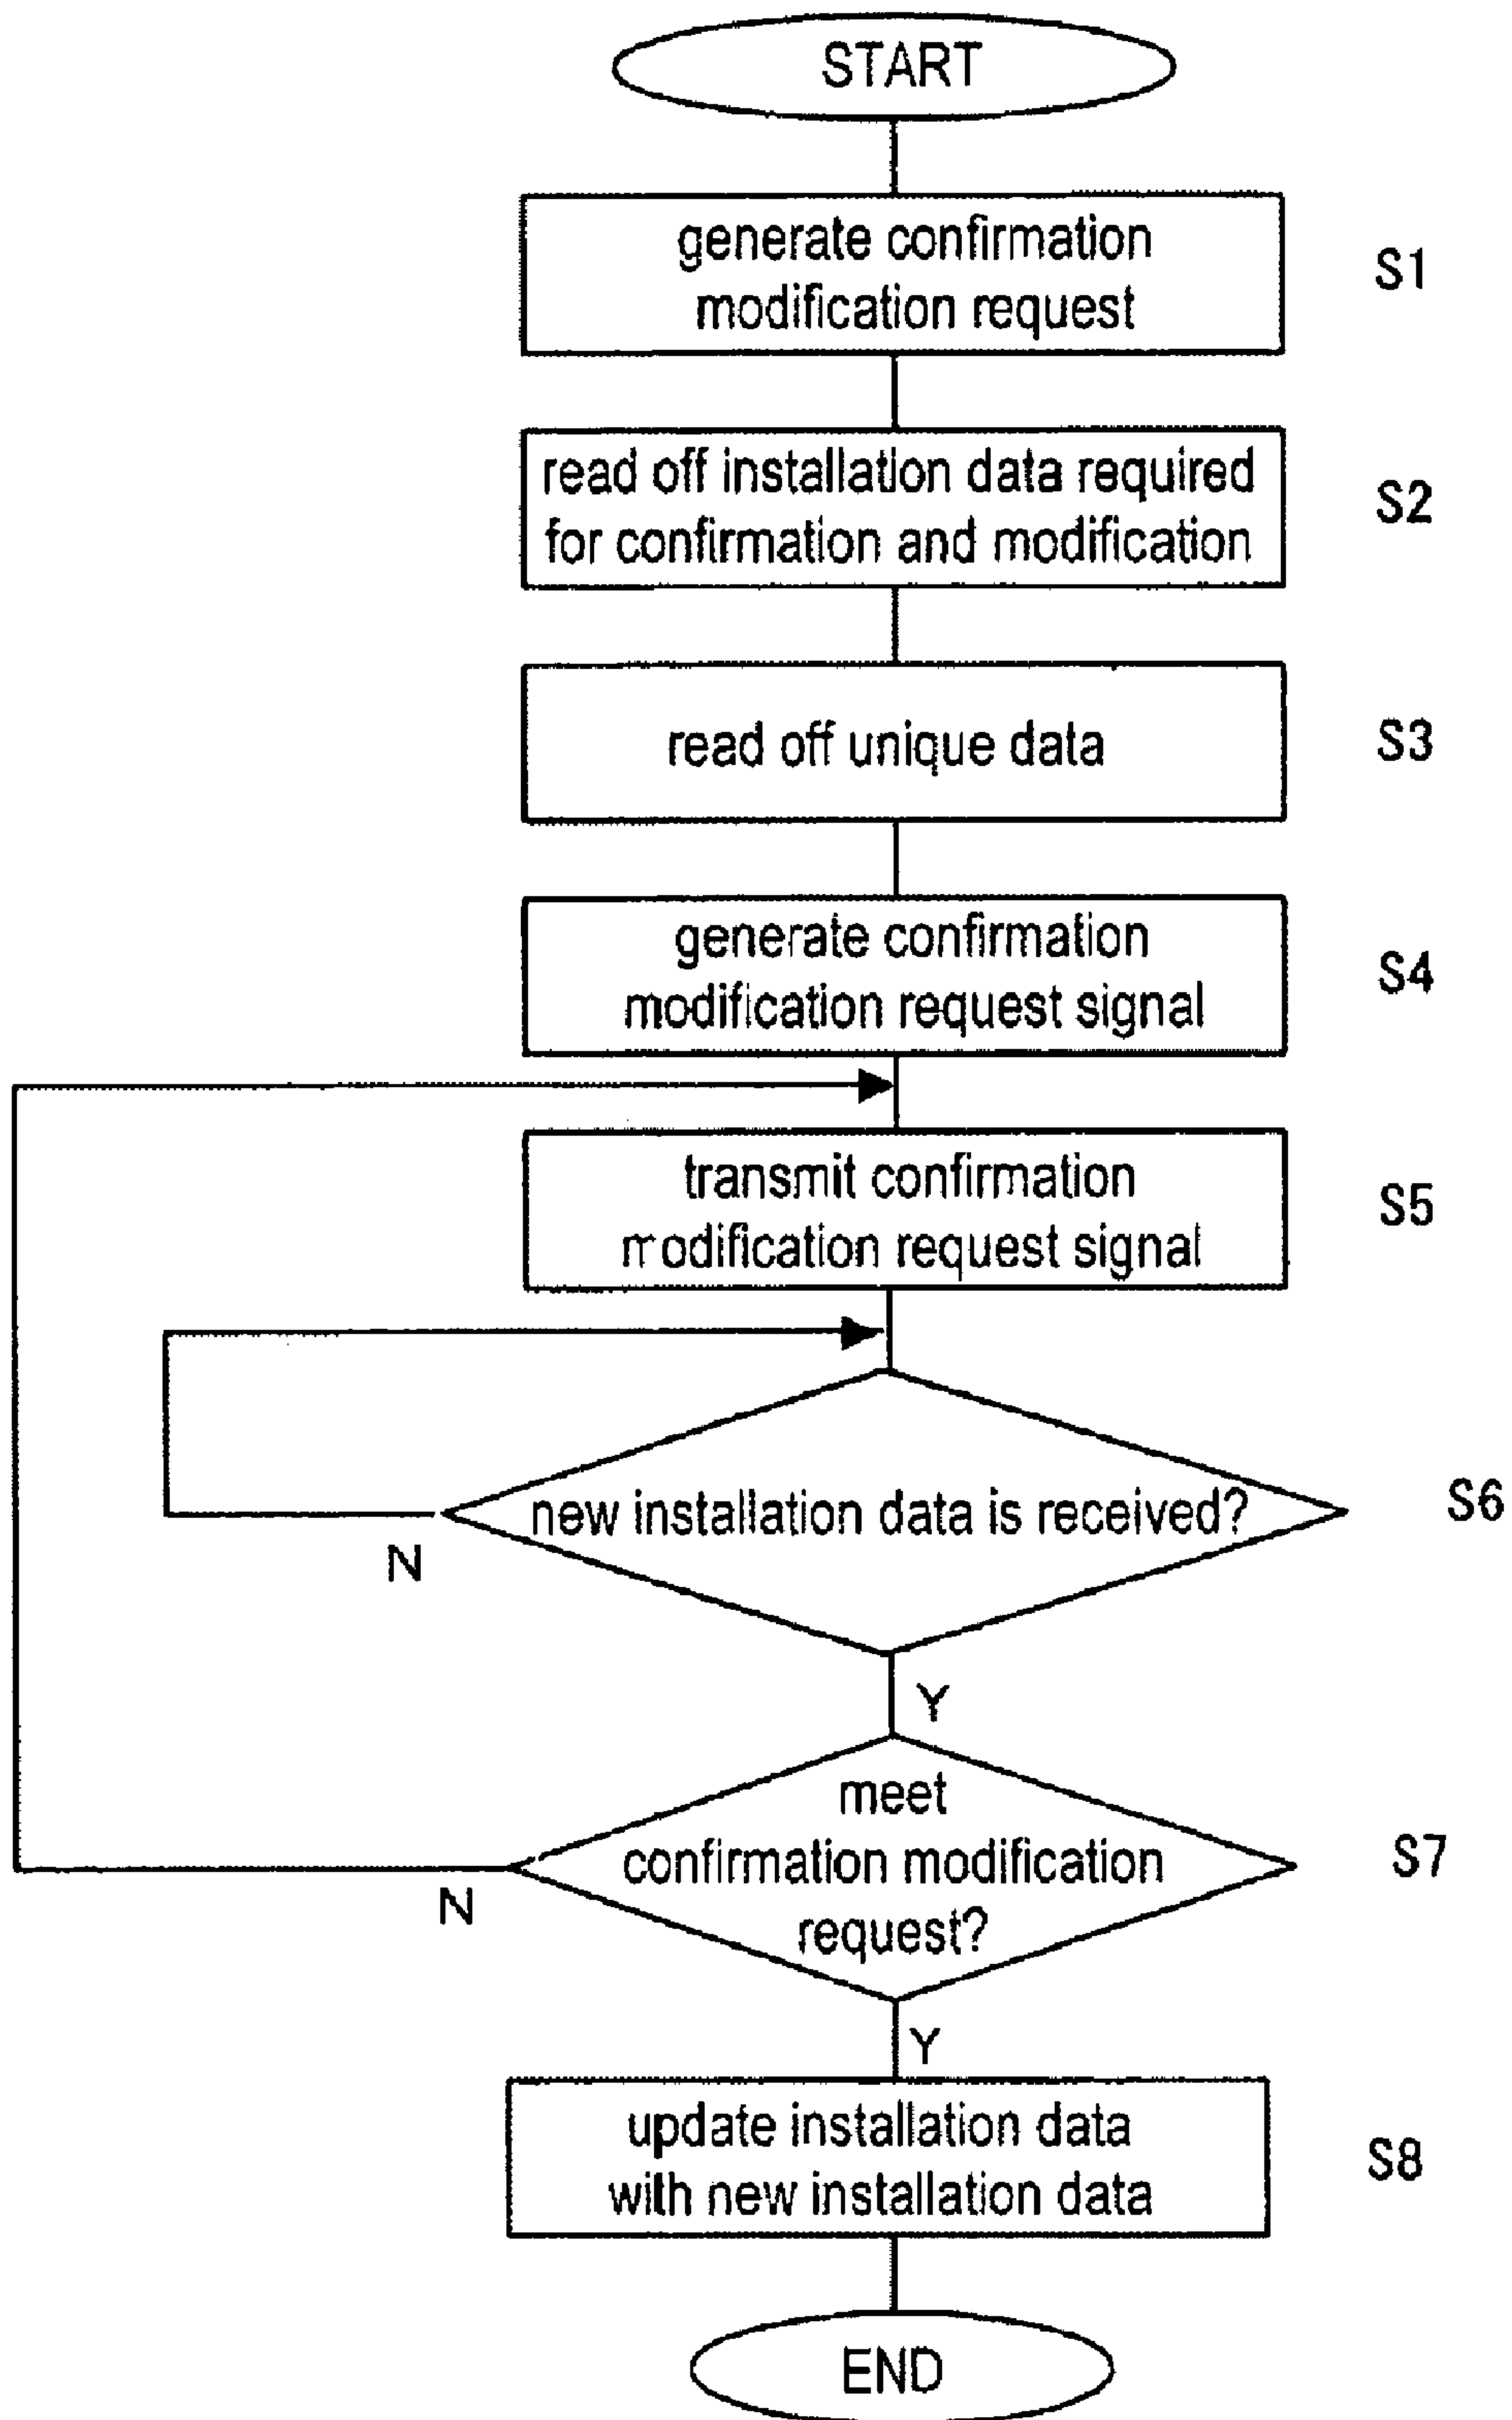 START
generate confirmation
modification request
S1
read off installation data required
for confirmation and modification
S2
read off unique data
S3
generate confirmation
modification request signal
S4
transmit confirmation
modification request signal
S5
new installation data is received?
S6
N
Y
meet
confirmation modification
request?
S7
N
Y
update installation data
with new installation data
S8
END